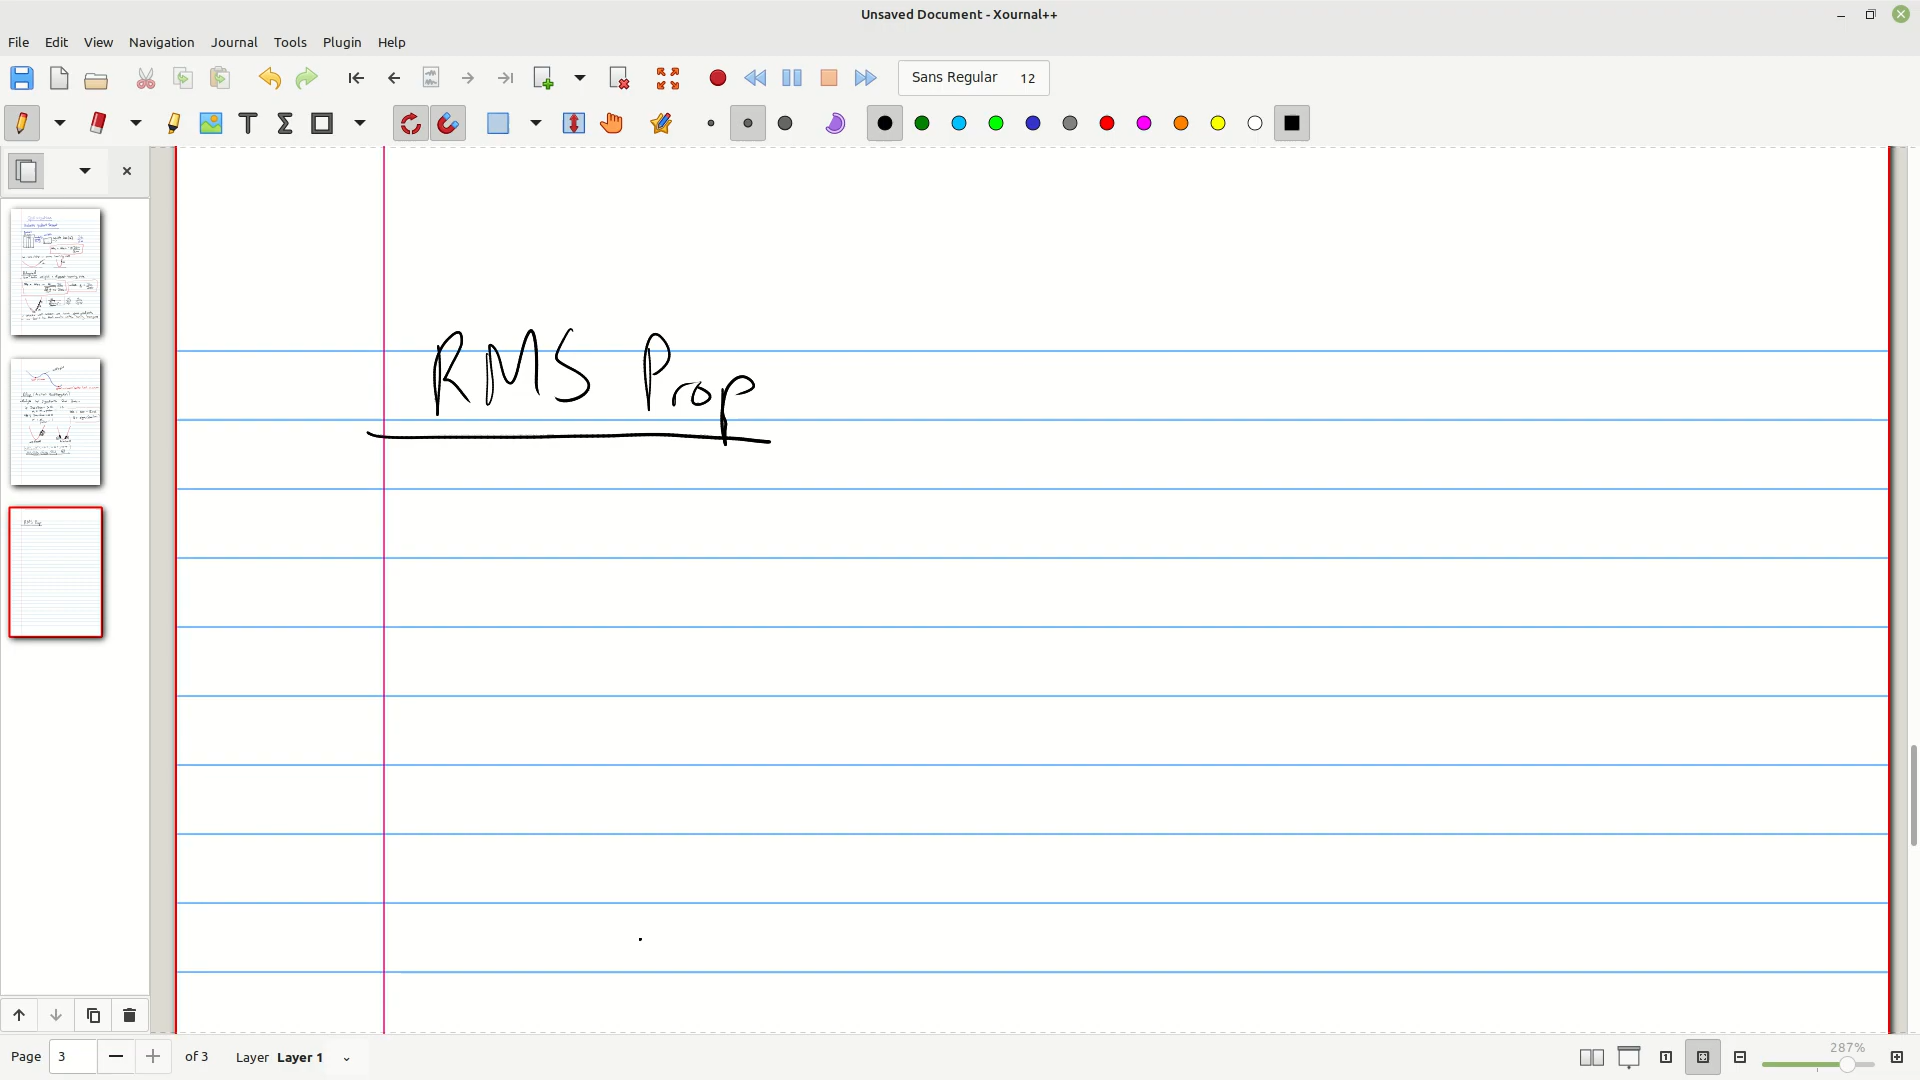 Unsaved Document - Xournal++
File Edit View Navigation Journal Tools Plugin Help
Sans Regular 12
RMS Prop
Page 3 of 3 Layer Layer 1
287%